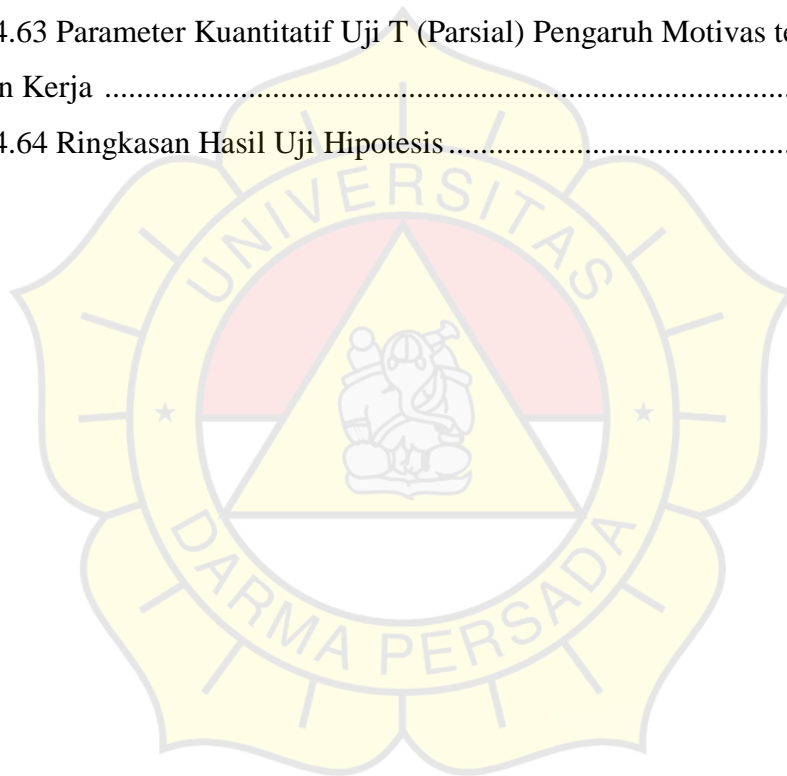 4.63 Parameter Kuantitatif Uji T (Parsial) Pengaruh Motivas te
n Kerja ..........................................................................................
4.64 Ringkasan Hasil Uji Hipotesis ...........................................
UNIVERSITAS
DARMA PERSADA